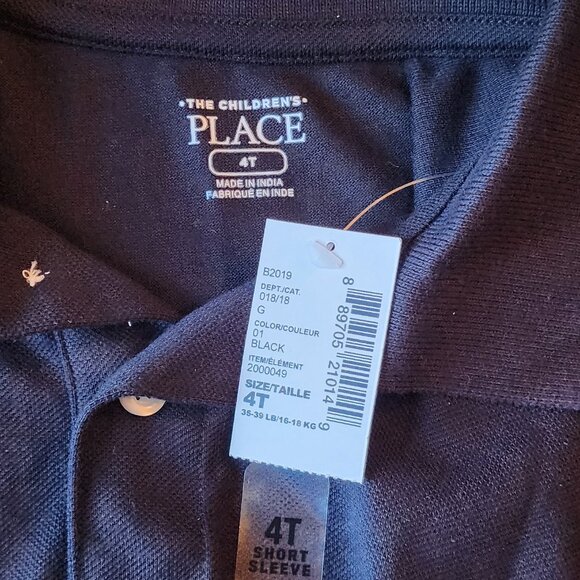 • THE CHILDREN'S •
PLACE
4T
MADE IN INDIA
FABRIQUÉ EN INDE
B2019
DEPT./CAT.
018/18
G
COLOR/COULEUR
01
BLACK
ITEM/ÉLÉMENT
2000049
SIZE/TAILLE
4T
36-39 LB/16-18 KG
8 89705 21014 9
4T
SHORT
SLEEVE